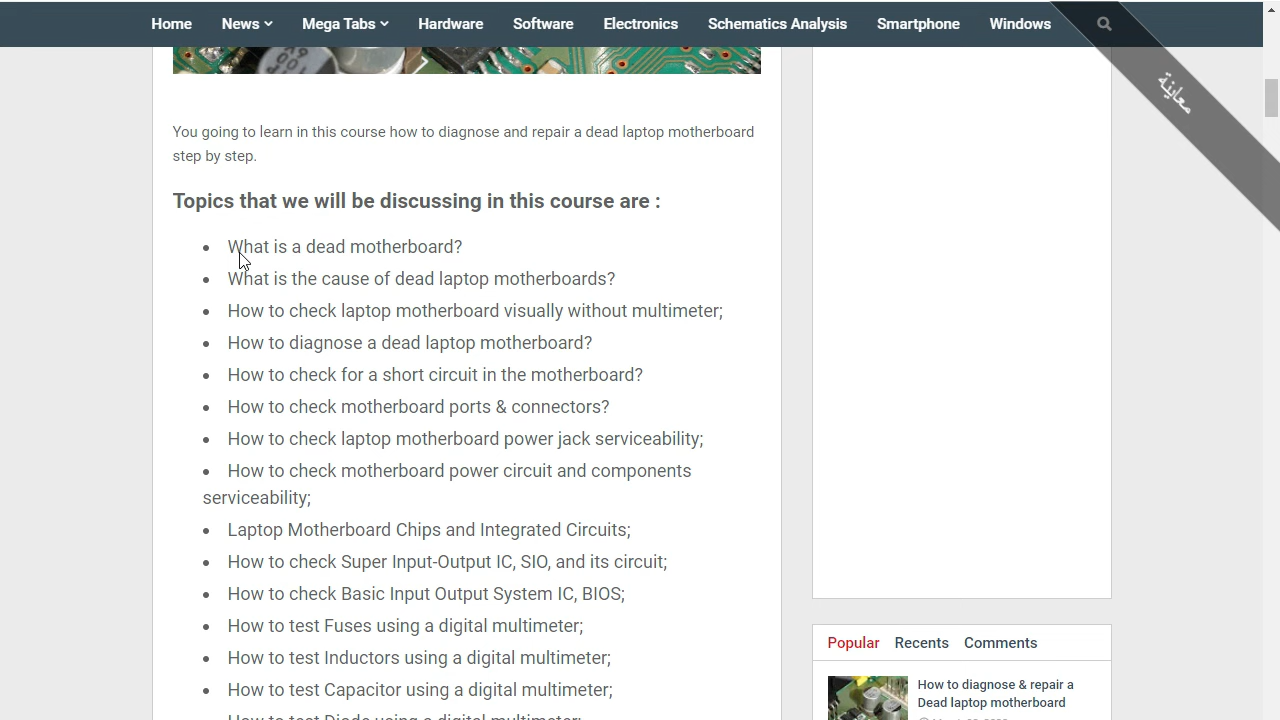 Home News Mega Tabs Hardware Software Electronics Schematics Analysis Smartphone Windows
معاينة
You going to learn in this course how to diagnose and repair a dead laptop motherboard
step by step.
Topics that we will be discussing in this course are :
• What is a dead motherboard?
• What is the cause of dead laptop motherboards?
• How to check laptop motherboard visually without multimeter;
• How to diagnose a dead laptop motherboard?
• How to check for a short circuit in the motherboard?
• How to check motherboard ports & connectors?
• How to check laptop motherboard power jack serviceability;
• How to check motherboard power circuit and components
serviceability;
• Laptop Motherboard Chips and Integrated Circuits;
• How to check Super Input-Output IC, SIO, and its circuit;
• How to check Basic Input Output System IC, BIOS;
• How to test Fuses using a digital multimeter;
• How to test Inductors using a digital multimeter;
• How to test Capacitor using a digital multimeter;
How to test Diode using a digital multimeter;
Popular Recents Comments
How to diagnose & repair a
Dead laptop motherboard